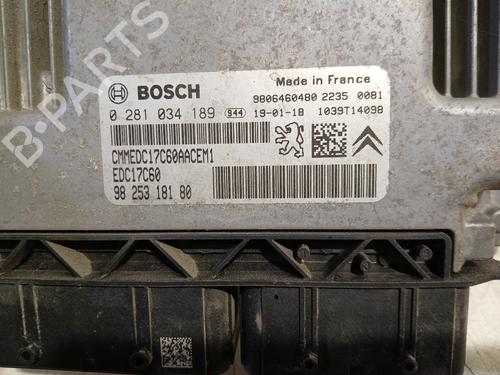 BOSCH
Made in France
9806460480 2235 0081
0 281 034 189 944 19-01-18 1039T14098
CMMEDC17C60AACEM1
EDC17C60
98 253 181 80
B-PARTS